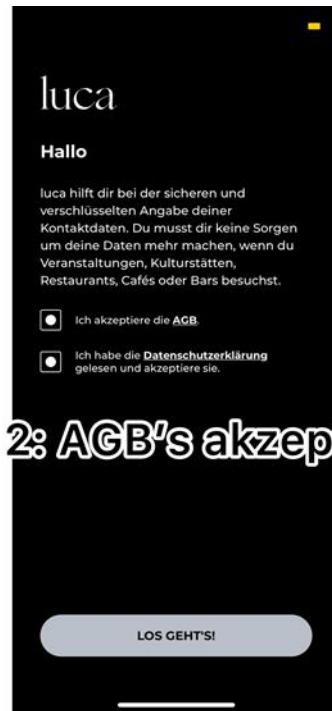 luca
Hallo
luca hilft dir bei der sicheren und
verschlüsselten Angabe deiner
Kontaktdaten. Du musst dir keine Sorgen
um deine Daten mehr machen, wenn du
Veranstaltungen, Kulturstätten,
Restaurants, Cafés oder Bars besuchst.
Ich akzeptiere die AGB.
Ich habe die Datenschutzerklärung
gelesen und akzeptiere sie.
2: AGB's akzep
LOS GEHT'S!